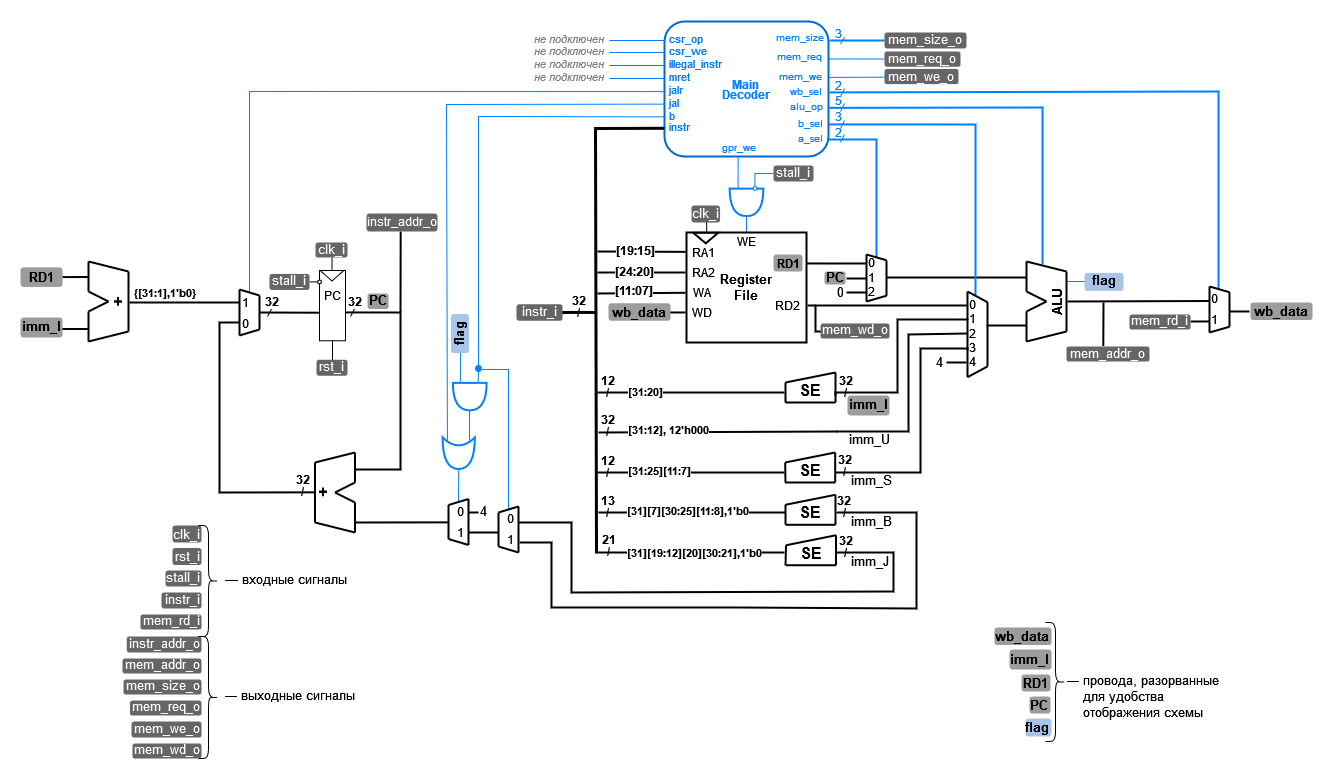 не подключен
не подключен
не подключен
не подключен
csr_op
csr_we
illegal_instr
mret
jalr
jal
b
instr
Main
Decoder
mem_size
mem_req
mem_we
wb_sel
alu_op
b_sel
a_sel
gpr_we
3
2
5
3
2
mem_size_o
mem_req_o
mem_we_o
stall_i
clk_i
WE
[19:15]
[24:20]
[11:07]
wb_data
RA1
RA2
WA
WD
Register
File
RD1
RD2
PC
0
0
1
2
mem_wd_o
instr_i
32
0
1
2
3
4
4
ALU
flag
mem_addr_o
mem_rd_i
0
1
wb_data
RD1
imm_I
+
{[31:1],1'b0}
1
0
32
stall_i
clk_i
PC
rst_i
32
PC
instr_addr_o
flag
12
[31:20]
SE
32
imm_I
32
[31:12], 12'h000
imm_U
12
[31:25][11:7]
SE
32
imm_S
13
[31][7][30:25][11:8],1'b0
SE
32
imm_B
21
[31][19:12][20][30:21],1'b0
SE
32
imm_J
32
+
0
1
4
0
1
clk_i
rst_i
stall_i
instr_i
mem_rd_i
входные сигналы
instr_addr_o
mem_addr_o
mem_size_o
mem_req_o
mem_we_o
mem_wd_o
выходные сигналы
wb_data
imm_I
RD1
PC
flag
провода, разорванные
для удобства
отображения схемы